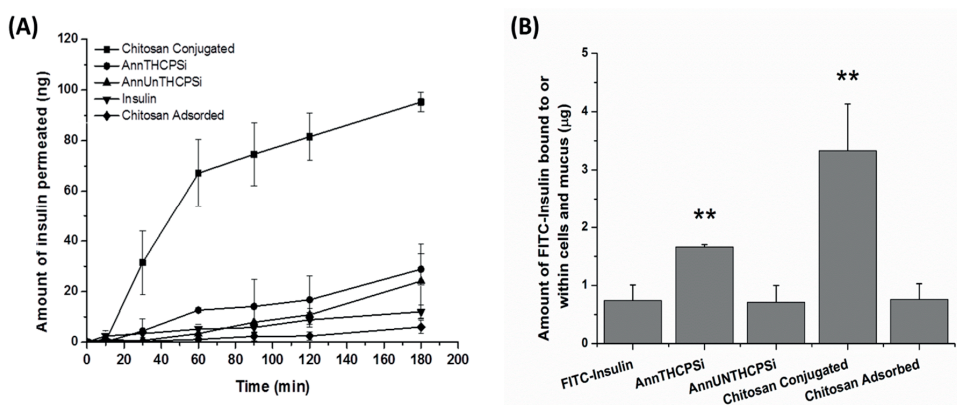 (A)
120
100
80
60
40
20
0
Amount of insulin permeated (ng)
Chitosan Conjugated
AnnTHCPSi
AnnUnTHCPSi
Insulin
Chitosan Adsorbed
0 20 40 60 80 100 120 140 160 180 200
Time (min)
(B)
5
4
3
2
1
0
Amount of FITC-Insulin bound to or
within cells and mucus (μg)
**
**
FITC-Insulin
AnnTHCPSi
AnnUNTHCPSi
Chitosan Conjugated
Chitosan Adsorbed